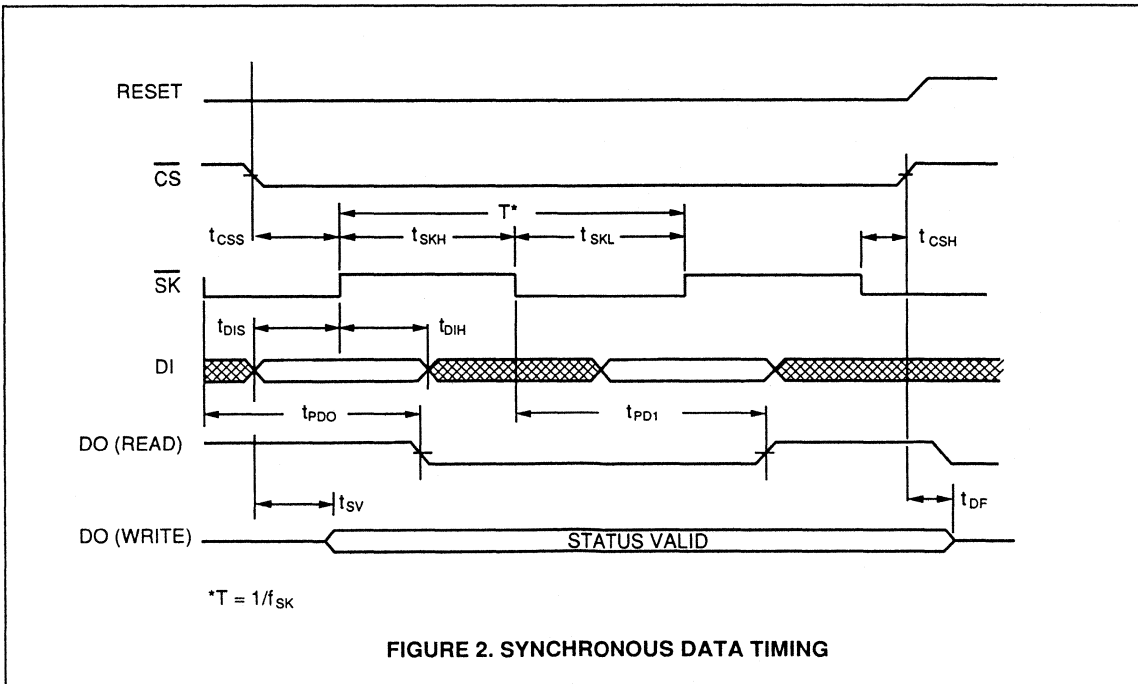 RESET
CS
T*
tCSS
tSKH
tSKL
tCSH
SK
tDIS
tDIH
DI
tPDO
tPD1
DO (READ)
tSV
tDF
DO (WRITE)
STATUS VALID
*T = 1/fSK
FIGURE 2. SYNCHRONOUS DATA TIMING